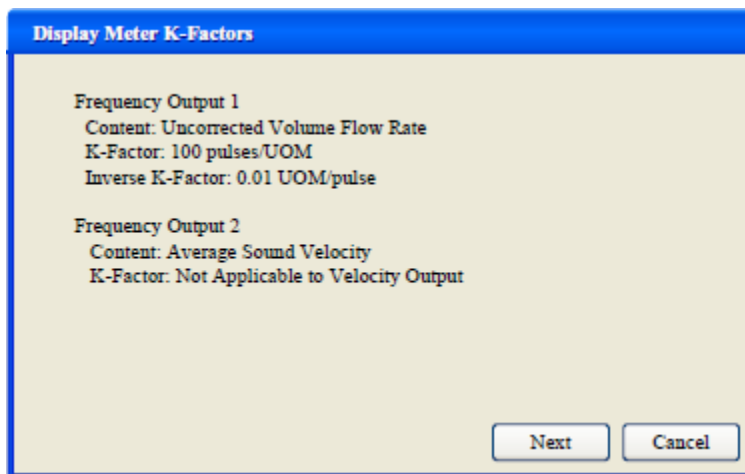 Display Meter K-Factors
Frequency Output 1
Content: Uncorrected Volume Flow Rate
K-Factor: 100 pulses/UOM
Inverse K-Factor: 0.01 UOM/pulse
Frequency Output 2
Content: Average Sound Velocity
K-Factor: Not Applicable to Velocity Output
Next Cancel